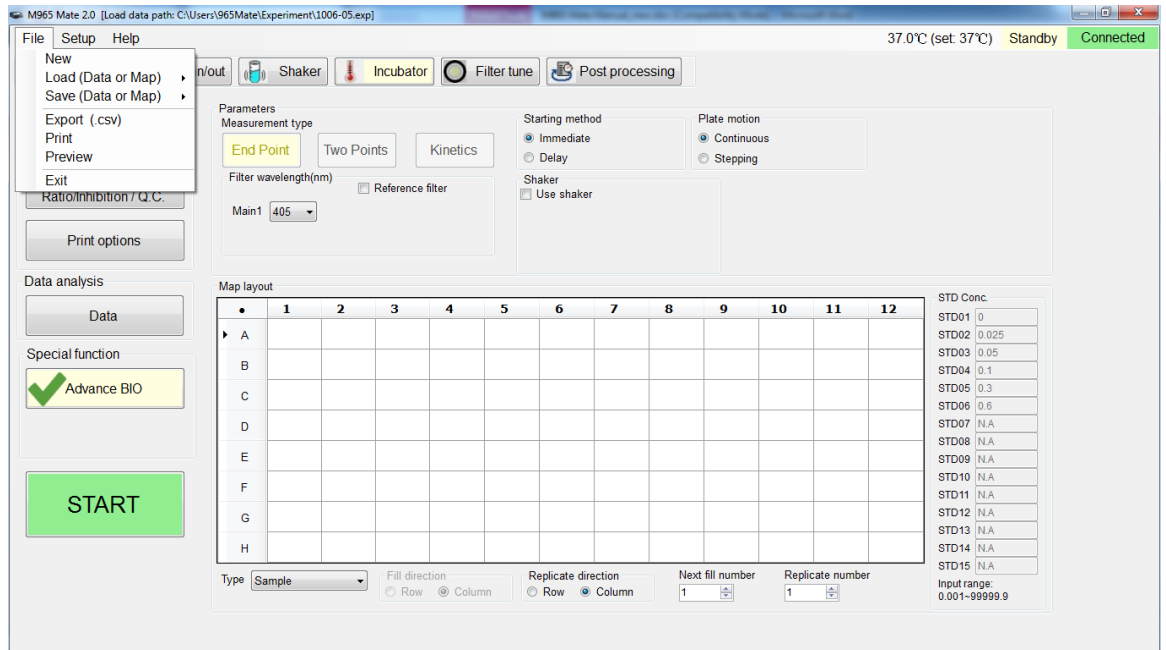 M965 Mate 2.0 [Load data path: C:\Users\965Mate\Experiment\1006-05.exp]
File Setup Help
37.0℃ (set: 37℃) Standby Connected
New
Load (Data or Map)
Save (Data or Map)
Export (.csv)
Print
Preview
Exit
n/out Shaker Incubator Filter tune Post processing
Ratio/Inhibition / Q.C.
Print options
Data analysis
Data
Special function
Advance BIO
START
Parameters
Measurement type
End Point Two Points Kinetics
Filter wavelength(nm)
Reference filter
Main1 405
Starting method
Immediate
Delay
Plate motion
Continuous
Stepping
Shaker
Use shaker
Map layout
1 2 3 4 5 6 7 8 9 10 11 12
A
B
C
D
E
F
G
H
Type Sample
Fill direction
Row Column
Replicate direction
Row Column
Next fill number
1
Replicate number
1
STD Conc.
STD01 0
STD02 0.025
STD03 0.05
STD04 0.1
STD05 0.3
STD06 0.6
STD07 N.A
STD08 N.A
STD09 N.A
STD10 N.A
STD11 N.A
STD12 N.A
STD13 N.A
STD14 N.A
STD15 N.A
Input range:
0.001~99999.9